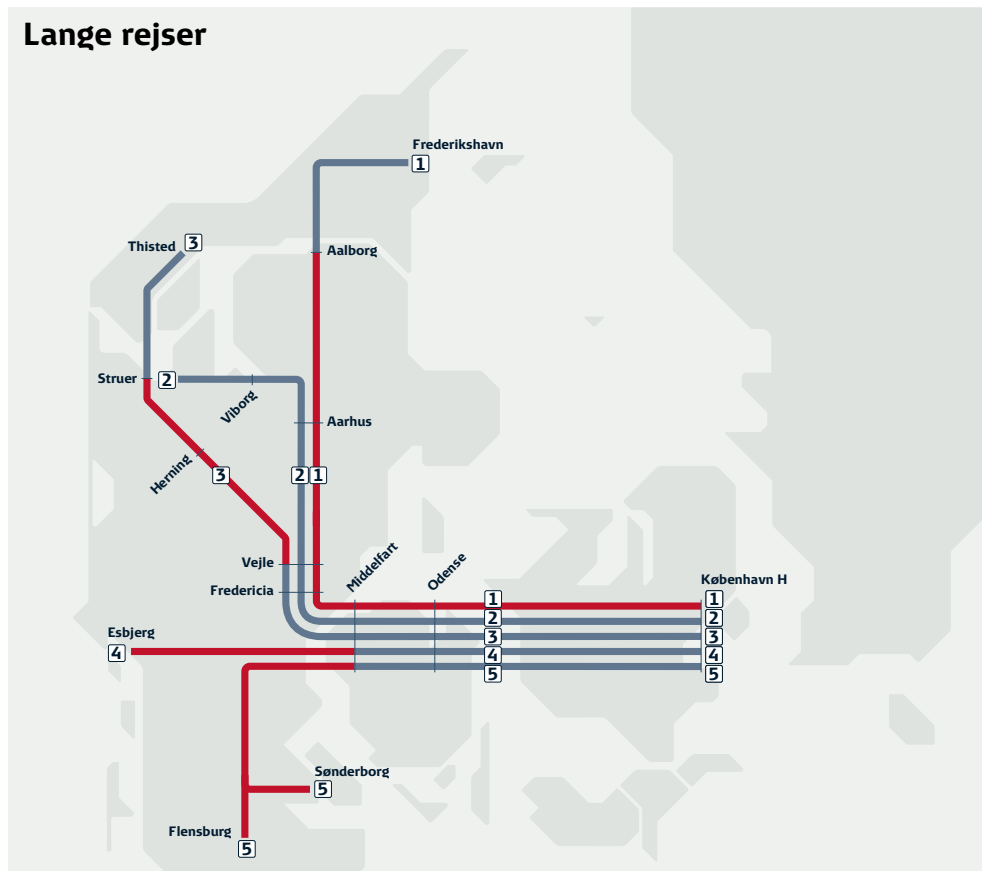 Lange rejser
Frederikshavn
1
Thisted
3
Aalborg
Struer
2
Viborg
Aarhus
Herning
3
2
1
Vejle
Middelfart
Odense
Fredericia
København H
1
1
2
2
3
3
4
4
5
5
Esbjerg
4
Sønderborg
5
Flensburg
5